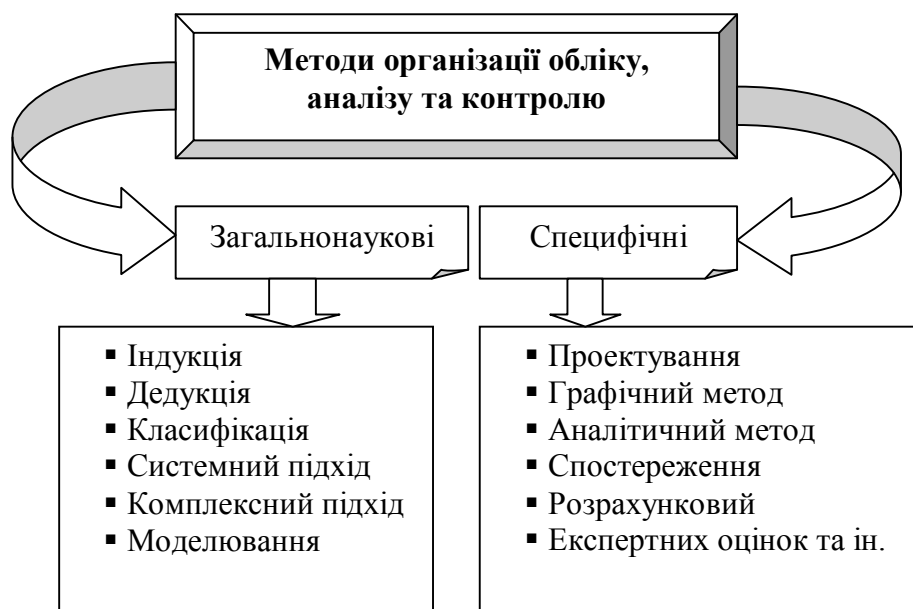 Методи організації обліку,
аналізу та контролю
Загальнонаукові
Специфічні
▪ Індукція
▪ Дедукція
▪ Класифікація
▪ Системний підхід
▪ Комплексний підхід
▪ Моделювання
▪ Проектування
▪ Графічний метод
▪ Аналітичний метод
▪ Спостереження
▪ Розрахунковий
▪ Експертних оцінок та ін.